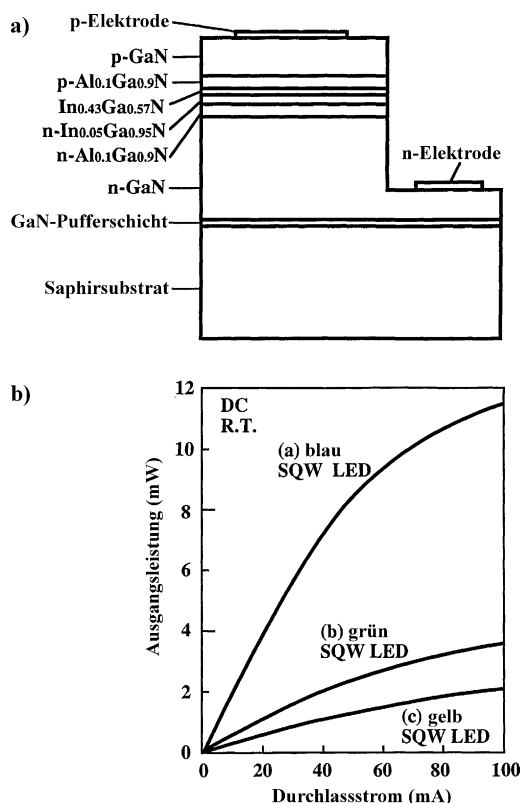 a)
p-Elektrode
p-GaN
p-Al0.1Ga0.9N
In0.43Ga0.57N
n-In0.05Ga0.95N
n-Al0.1Ga0.9N
n-Elektrode
n-GaN
GaN-Pufferschicht
Saphirsubstrat
b)
12
10
8
6
4
2
0
Ausgangsleistung (mW)
DC
R.T.
(a) blau
SQW LED
(b) grün
SQW LED
(c) gelb
SQW LED
0 20 40 60 80 100
Durchlassstrom (mA)